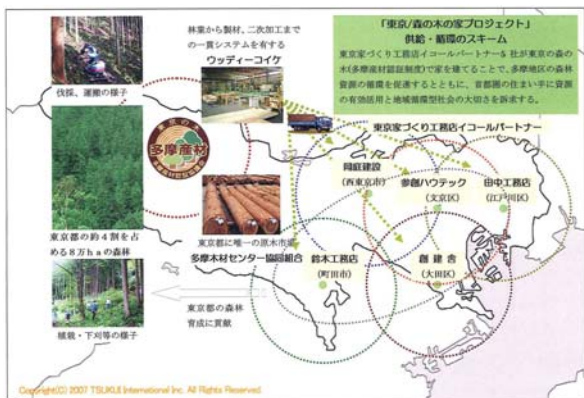 「東京/森の木の家プロジェクト」
供給・循環のスキーム
東京家づくり工務店イコールパートナー5社が東京の森の
木(多摩産材認証制度)で家を建てることで、多摩地区の森林
資源の循環を促進するとともに、首都圏の住まい手に資源
の有効活用と地域循環型社会の大切さを訴求する。
林業から製材、二次加工まで
の一貫システムを有する
ウッディーコイケ
伐採、運搬の様子
東京の木
多摩産材
東京家づくり工務店イコールパートナー
岡庭建設
(西東京市)
参創ハウテック
(文京区)
田中工務店
(江戸川区)
東京都の約4割を占
める8万haの森林
東京都に唯一の原木市場
多摩木材センター協同組合
鈴木工務店
(町田市)
創建舎
(大田区)
東京都の森林
育成に貢献
植栽・下刈等の様子
Copyright(C) 2007 TSUKUI International Inc. All Rights Reserved.